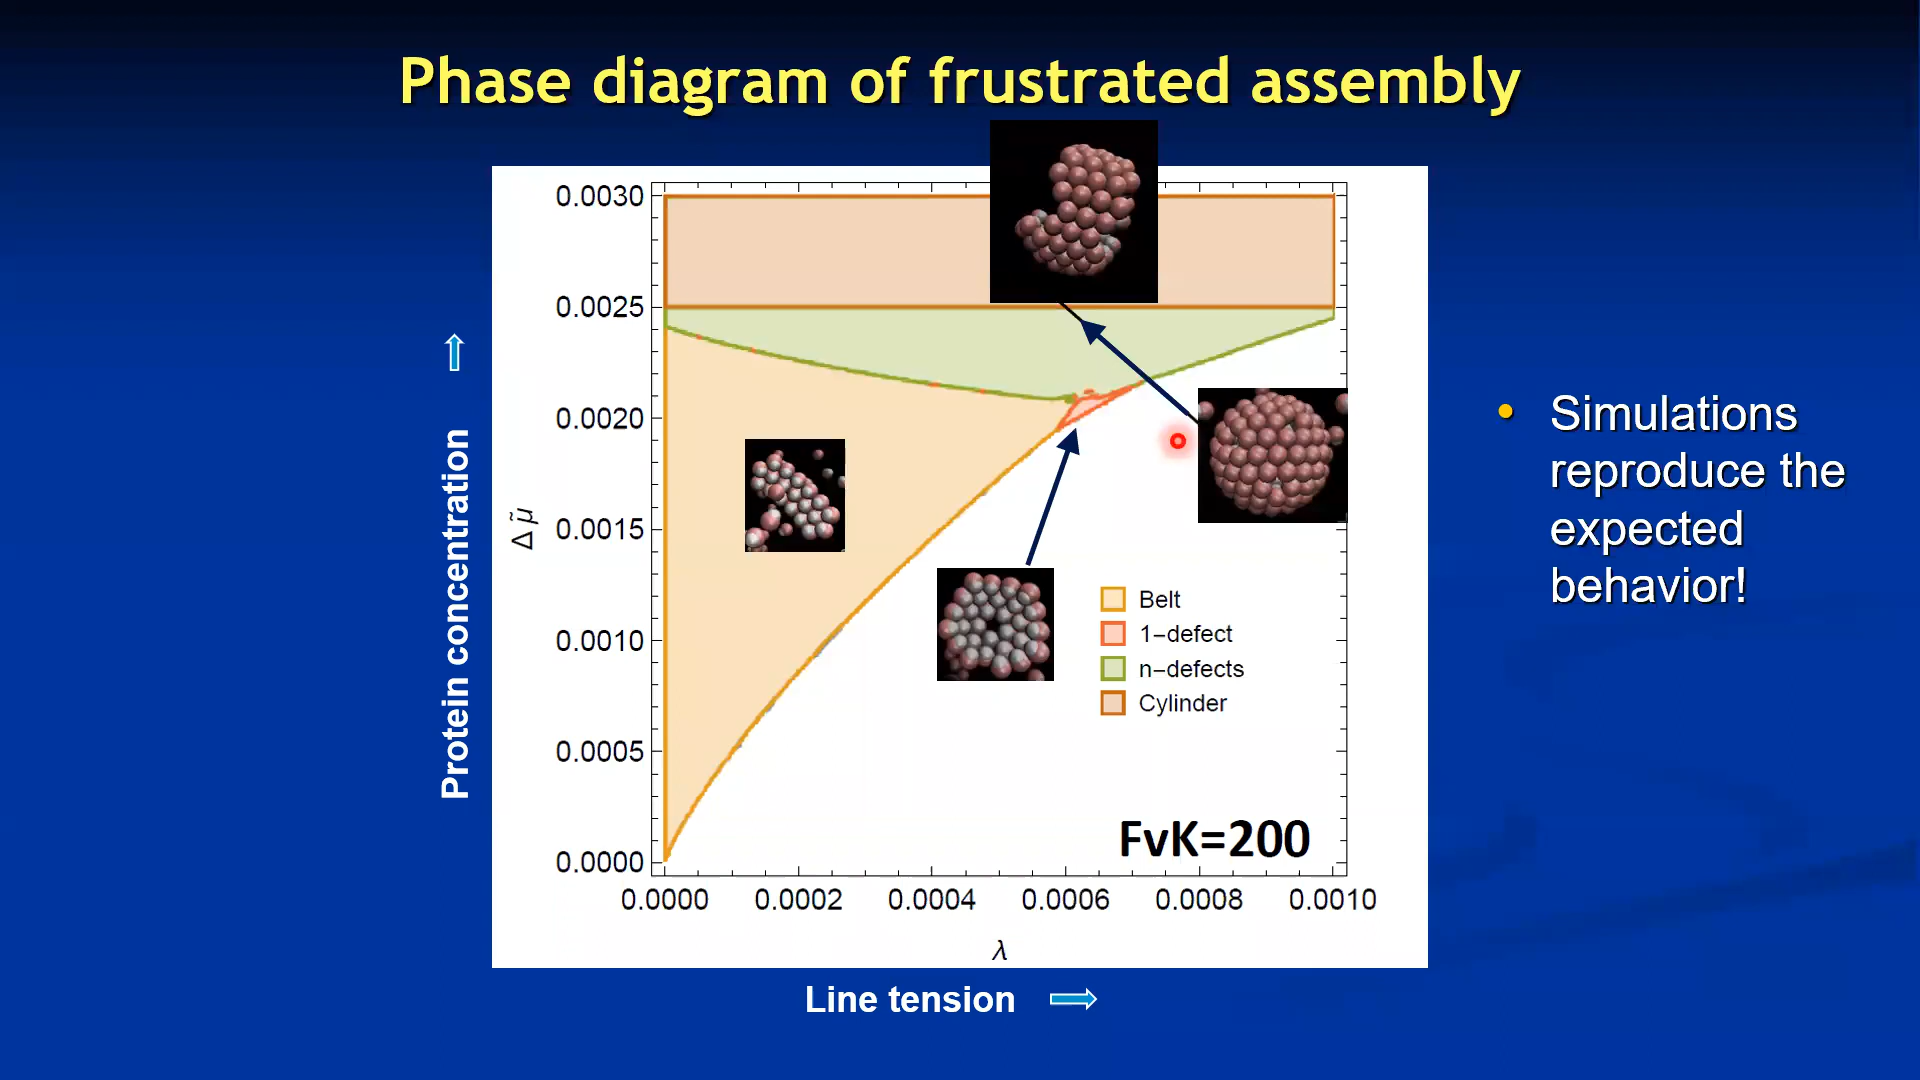 Phase diagram of frustrated assembly
0.0030
0.0025
0.0020
0.0015
0.0010
0.0005
0.0000
Protein concentration
Δ μ̃
0.0000 0.0002 0.0004 0.0006 0.0008 0.0010
λ
Line tension
Belt
1−defect
n−defects
Cylinder
FvK=200
• Simulations
reproduce the
expected
behavior!